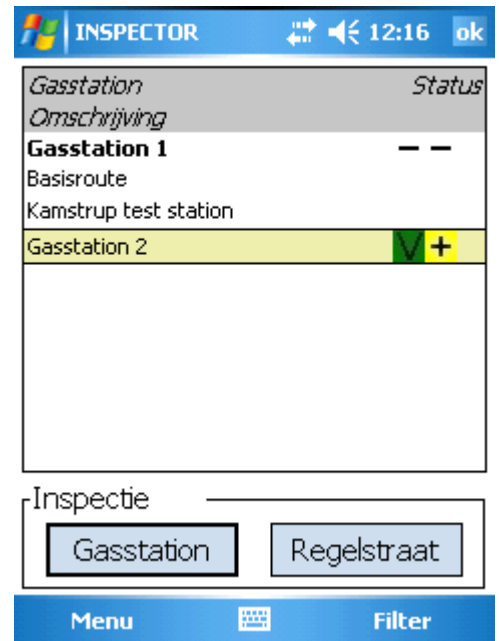 INSPECTOR 12:16 ok
Gasstation Status
Omschrijving
Gasstation 1 – –
Basisroute
Kamstrup test station
Gasstation 2 V +
Inspectie
Gasstation Regelstraat
Menu Filter